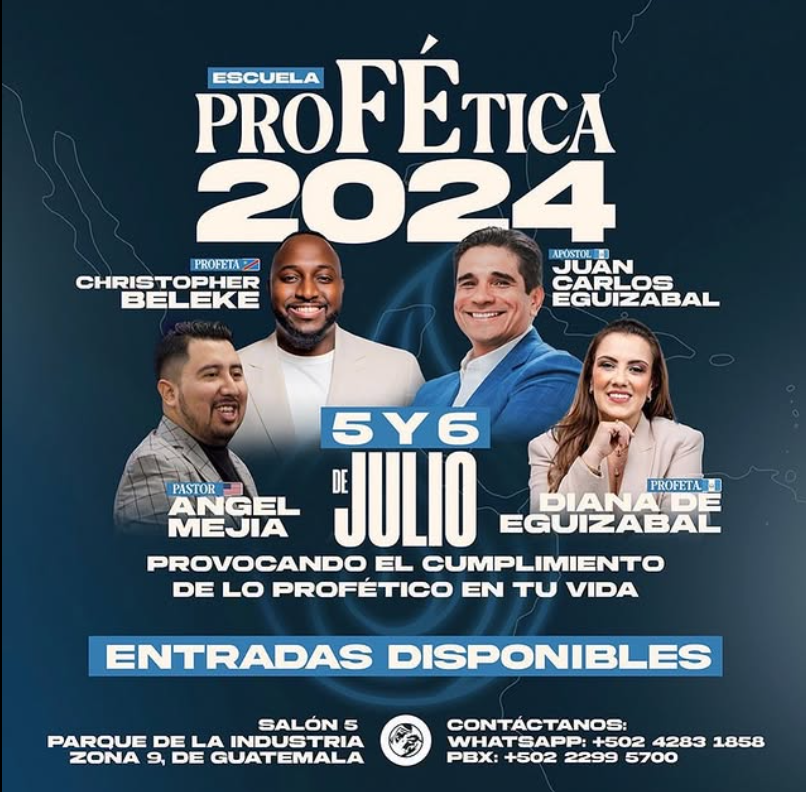 ESCUELA
PROFÉTICA
2024
PROFETA
CHRISTOPHER
BELEKE
APÓSTOL
JUAN
CARLOS
EGUIZABAL
5 Y 6
DE JULIO
PASTOR
ANGEL
MEJIA
PROFETA
DIANA DE
EGUIZABAL
PROVOCANDO EL CUMPLIMIENTO
DE LO PROFÉTICO EN TU VIDA
ENTRADAS DISPONIBLES
SALÓN 5
PARQUE DE LA INDUSTRIA
ZONA 9, DE GUATEMALA
CONTÁCTANOS:
WHATSAPP: +502 4283 1858
PBX: +502 2299 5700